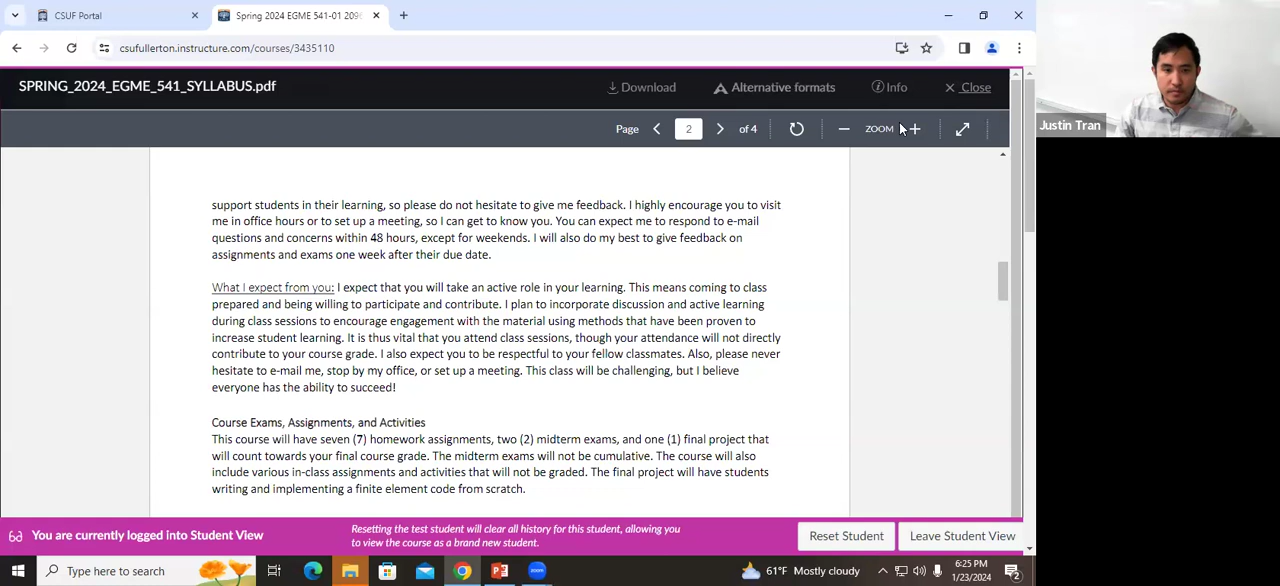 CSUF Portal
Spring 2024 EGME 541-01 209
csufullerton.instructure.com/courses/3435110
SPRING_2024_EGME_541_SYLLABUS.pdf
Download
Alternative formats
Info
Close
Page 2 of 4
ZOOM
Justin Tran
support students in their learning, so please do not hesitate to give me feedback. I highly encourage you to visit
me in office hours or to set up a meeting, so I can get to know you. You can expect me to respond to e-mail
questions and concerns within 48 hours, except for weekends. I will also do my best to give feedback on
assignments and exams one week after their due date.
What I expect from you: I expect that you will take an active role in your learning. This means coming to class
prepared and being willing to participate and contribute. I plan to incorporate discussion and active learning
during class sessions to encourage engagement with the material using methods that have been proven to
increase student learning. It is thus vital that you attend class sessions, though your attendance will not directly
contribute to your course grade. I also expect you to be respectful to your fellow classmates. Also, please never
hesitate to e-mail me, stop by my office, or set up a meeting. This class will be challenging, but I believe
everyone has the ability to succeed!
Course Exams, Assignments, and Activities
This course will have seven (7) homework assignments, two (2) midterm exams, and one (1) final project that
will count towards your final course grade. The midterm exams will not be cumulative. The course will also
include various in-class assignments and activities that will not be graded. The final project will have students
writing and implementing a finite element code from scratch.
You are currently logged into Student View
Resetting the test student will clear all history for this student, allowing you
to view the course as a brand new student.
Reset Student
Leave Student View
Type here to search
61°F Mostly cloudy
6:25 PM
1/23/2024
2